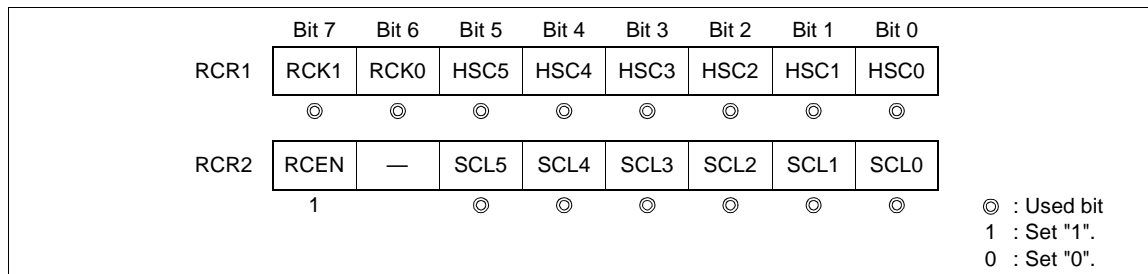 Bit 7 Bit 6 Bit 5 Bit 4 Bit 3 Bit 2 Bit 1 Bit 0
RCR1 RCK1 RCK0 HSC5 HSC4 HSC3 HSC2 HSC1 HSC0
◎ ◎ ◎ ◎ ◎ ◎ ◎ ◎
RCR2 RCEN — SCL5 SCL4 SCL3 SCL2 SCL1 SCL0
1 ◎ ◎ ◎ ◎ ◎ ◎
◎ : Used bit
1 : Set "1".
0 : Set "0".